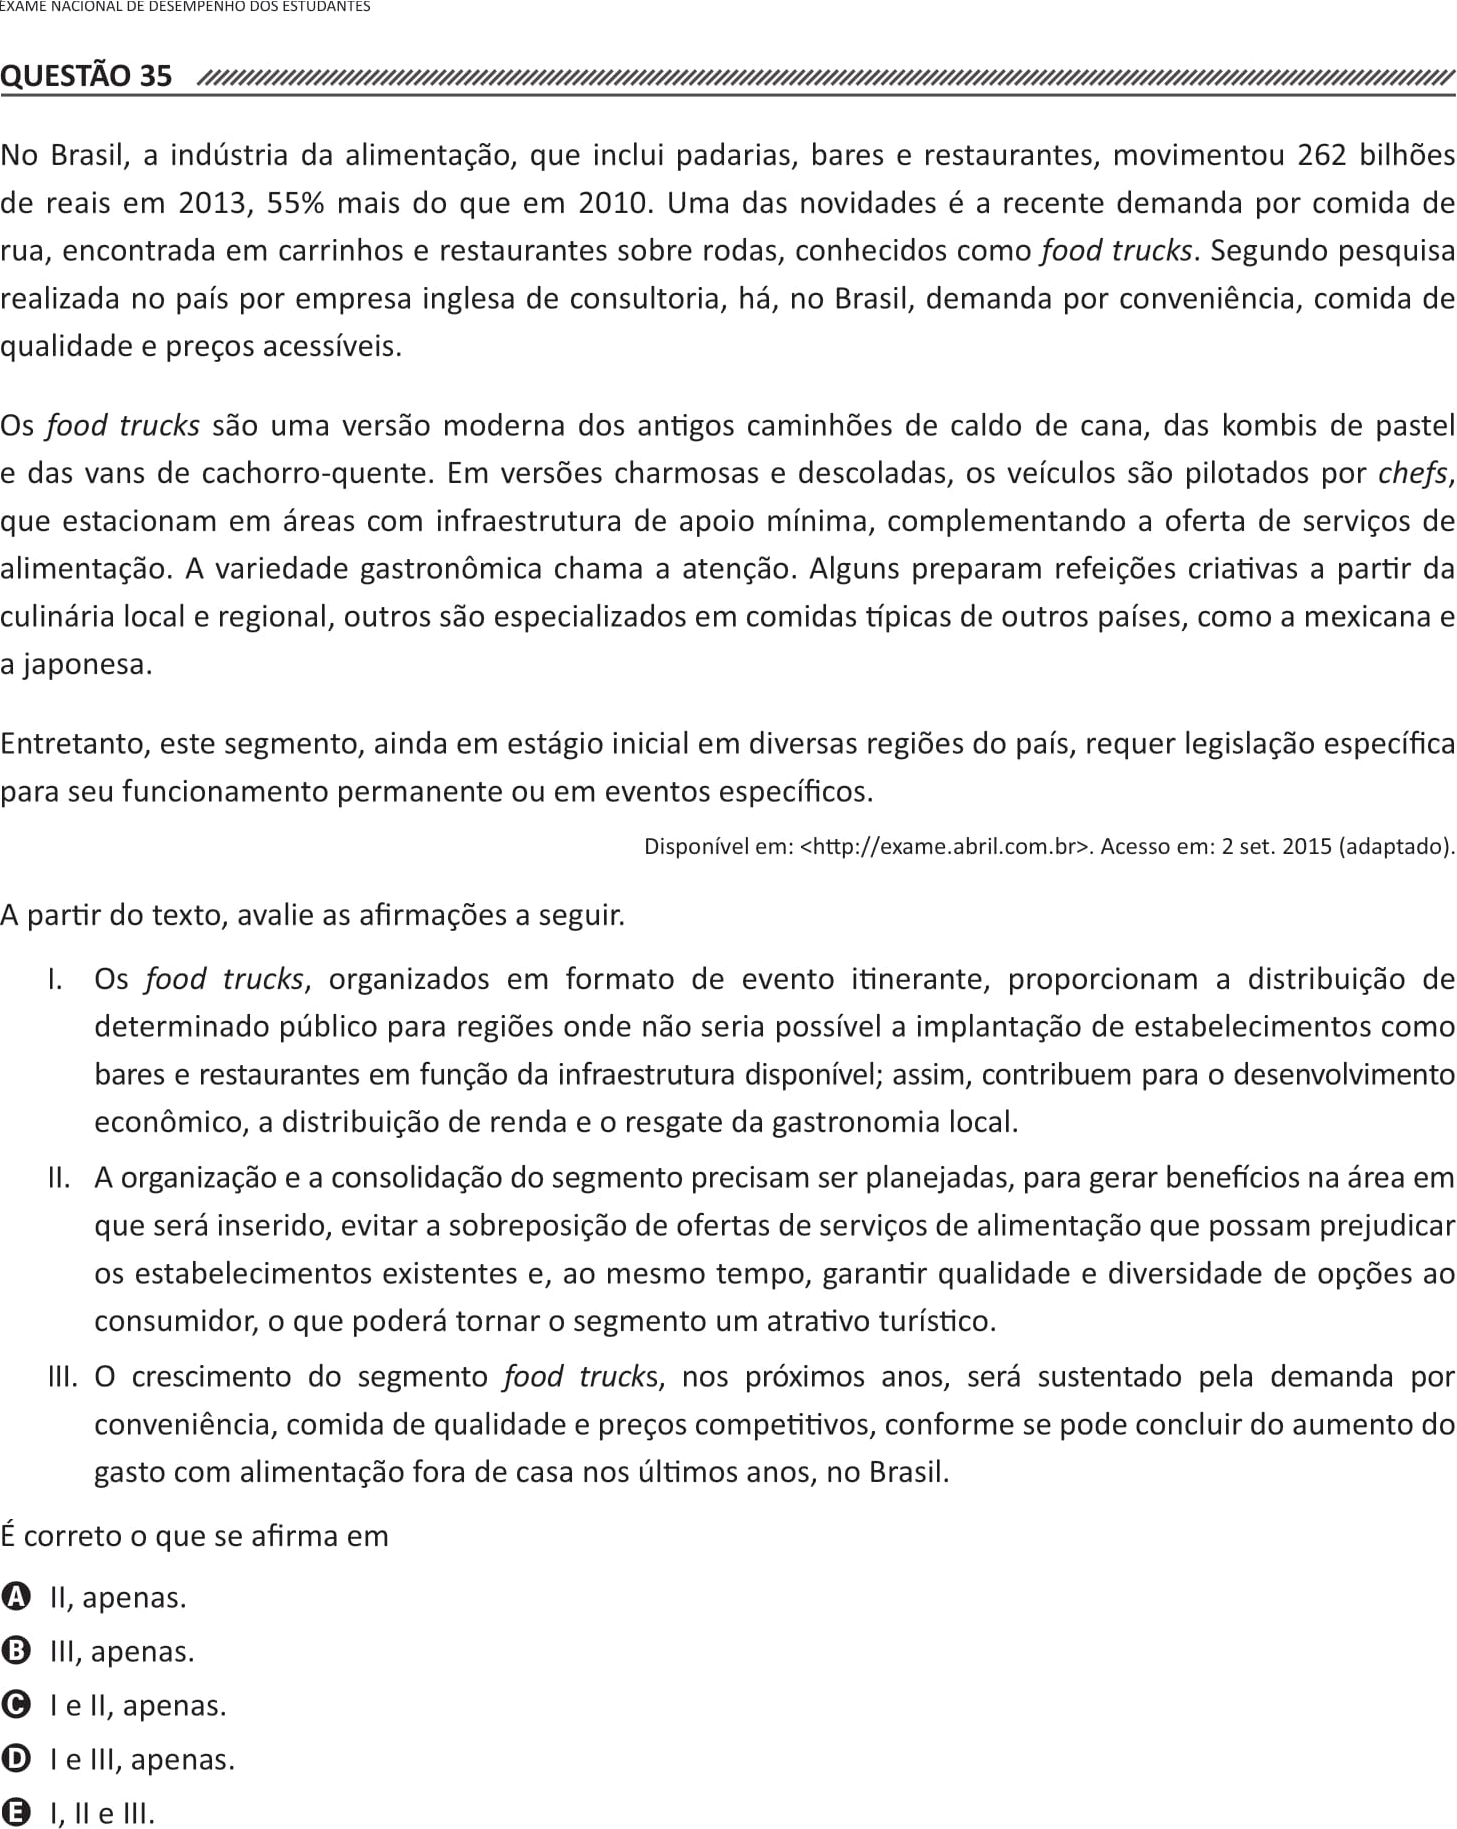 EXAME NACIONAL DE DESEMPENHO DOS ESTUDANTES
QUESTÃO 35
No Brasil, a indústria da alimentação, que inclui padarias, bares e restaurantes, movimentou 262 bilhões
de reais em 2013, 55% mais do que em 2010. Uma das novidades é a recente demanda por comida de
rua, encontrada em carrinhos e restaurantes sobre rodas, conhecidos como food trucks. Segundo pesquisa
realizada no país por empresa inglesa de consultoria, há, no Brasil, demanda por conveniência, comida de
qualidade e preços acessíveis.
Os food trucks são uma versão moderna dos antigos caminhões de caldo de cana, das kombis de pastel
e das vans de cachorro-quente. Em versões charmosas e descoladas, os veículos são pilotados por chefs,
que estacionam em áreas com infraestrutura de apoio mínima, complementando a oferta de serviços de
alimentação. A variedade gastronômica chama a atenção. Alguns preparam refeições criativas a partir da
culinária local e regional, outros são especializados em comidas típicas de outros países, como a mexicana e
a japonesa.
Entretanto, este segmento, ainda em estágio inicial em diversas regiões do país, requer legislação específica
para seu funcionamento permanente ou em eventos específicos.
Disponível em: <http://exame.abril.com.br>. Acesso em: 2 set. 2015 (adaptado).
A partir do texto, avalie as afirmações a seguir.
I. Os food trucks, organizados em formato de evento itinerante, proporcionam a distribuição de
determinado público para regiões onde não seria possível a implantação de estabelecimentos como
bares e restaurantes em função da infraestrutura disponível; assim, contribuem para o desenvolvimento
econômico, a distribuição de renda e o resgate da gastronomia local.
II. A organização e a consolidação do segmento precisam ser planejadas, para gerar benefícios na área em
que será inserido, evitar a sobreposição de ofertas de serviços de alimentação que possam prejudicar
os estabelecimentos existentes e, ao mesmo tempo, garantir qualidade e diversidade de opções ao
consumidor, o que poderá tornar o segmento um atrativo turístico.
III. O crescimento do segmento food trucks, nos próximos anos, será sustentado pela demanda por
conveniência, comida de qualidade e preços competitivos, conforme se pode concluir do aumento do
gasto com alimentação fora de casa nos últimos anos, no Brasil.
É correto o que se afirma em
A II, apenas.
B III, apenas.
C I e II, apenas.
D I e III, apenas.
E I, II e III.